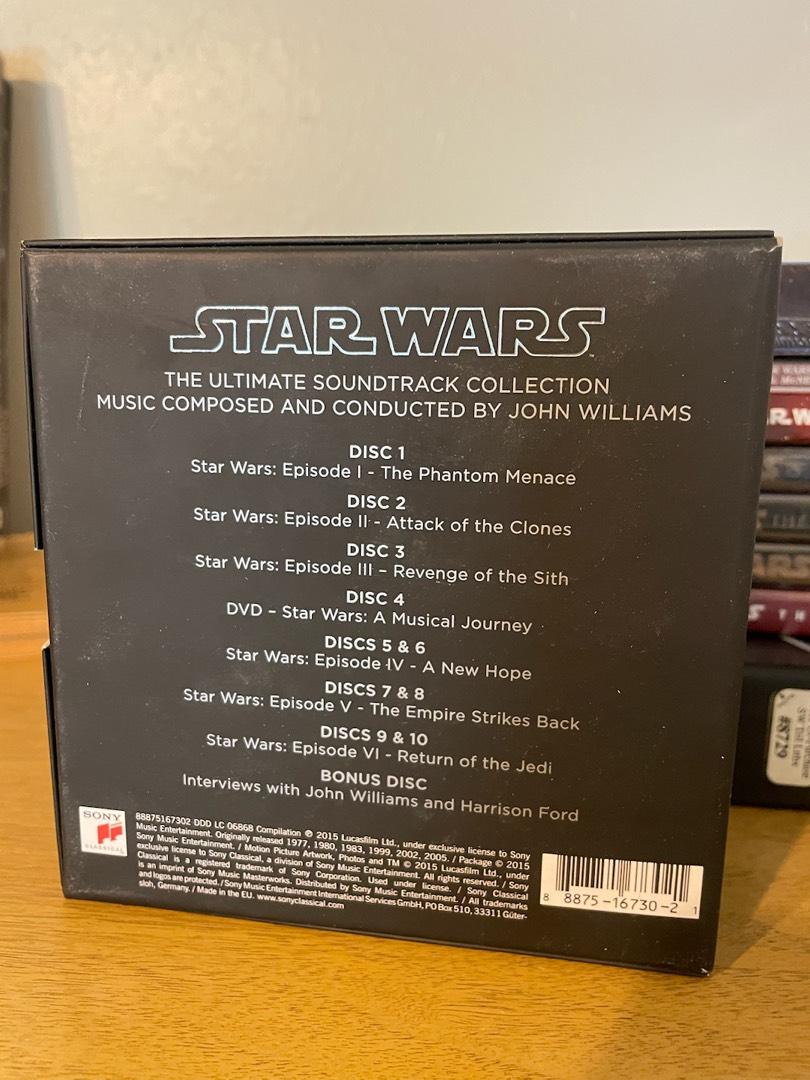 STAR WARS
THE ULTIMATE SOUNDTRACK COLLECTION
MUSIC COMPOSED AND CONDUCTED BY JOHN WILLIAMS
DISC 1
Star Wars: Episode I - The Phantom Menace
DISC 2
Star Wars: Episode II - Attack of the Clones
DISC 3
Star Wars: Episode III – Revenge of the Sith
DISC 4
DVD – Star Wars: A Musical Journey
DISCS 5 & 6
Star Wars: Episode IV - A New Hope
DISCS 7 & 8
Star Wars: Episode V - The Empire Strikes Back
DISCS 9 & 10
Star Wars: Episode VI - Return of the Jedi
BONUS DISC
Interviews with John Williams and Harrison Ford
SONY
CLASSICAL
88875167302 DDD LC 06868 Compilation ℗ 2015 Lucasfilm Ltd., under exclusive license to Sony
Music Entertainment. Originally released 1977, 1980, 1983, 1999, 2002, 2005. / Package © 2015
Sony Music Entertainment. / Motion Picture Artwork, Photos and TM © 2015 Lucasfilm Ltd., under
exclusive license to Sony Classical, a division of Sony Music Entertainment. All rights reserved. / Sony
Classical is a registered trademark of Sony Corporation. Used under license. / Sony Classical
is an imprint of Sony Music Masterworks. Distributed by Sony Music Entertainment. / All trademarks
and logos are protected. / Sony Music Entertainment International Services GmbH, PO Box 510, 33311 Güter-
sloh, Germany. / Made in the EU. www.sonyclassical.com
8 8875-16730-2 1
#8729